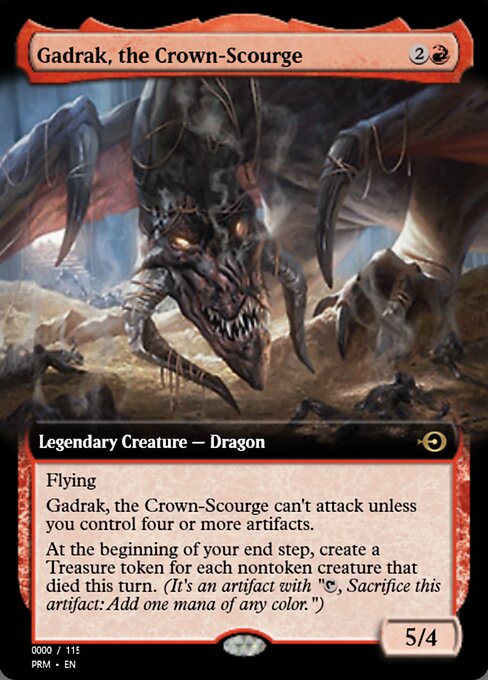 Gadrak, the Crown-Scourge 2
Legendary Creature — Dragon
Flying
Gadrak, the Crown-Scourge can't attack unless
you control four or more artifacts.
At the beginning of your end step, create a
Treasure token for each nontoken creature that
died this turn. (It's an artifact with ", Sacrifice this
artifact: Add one mana of any color.")
5/4
0000 / 115
PRM • EN